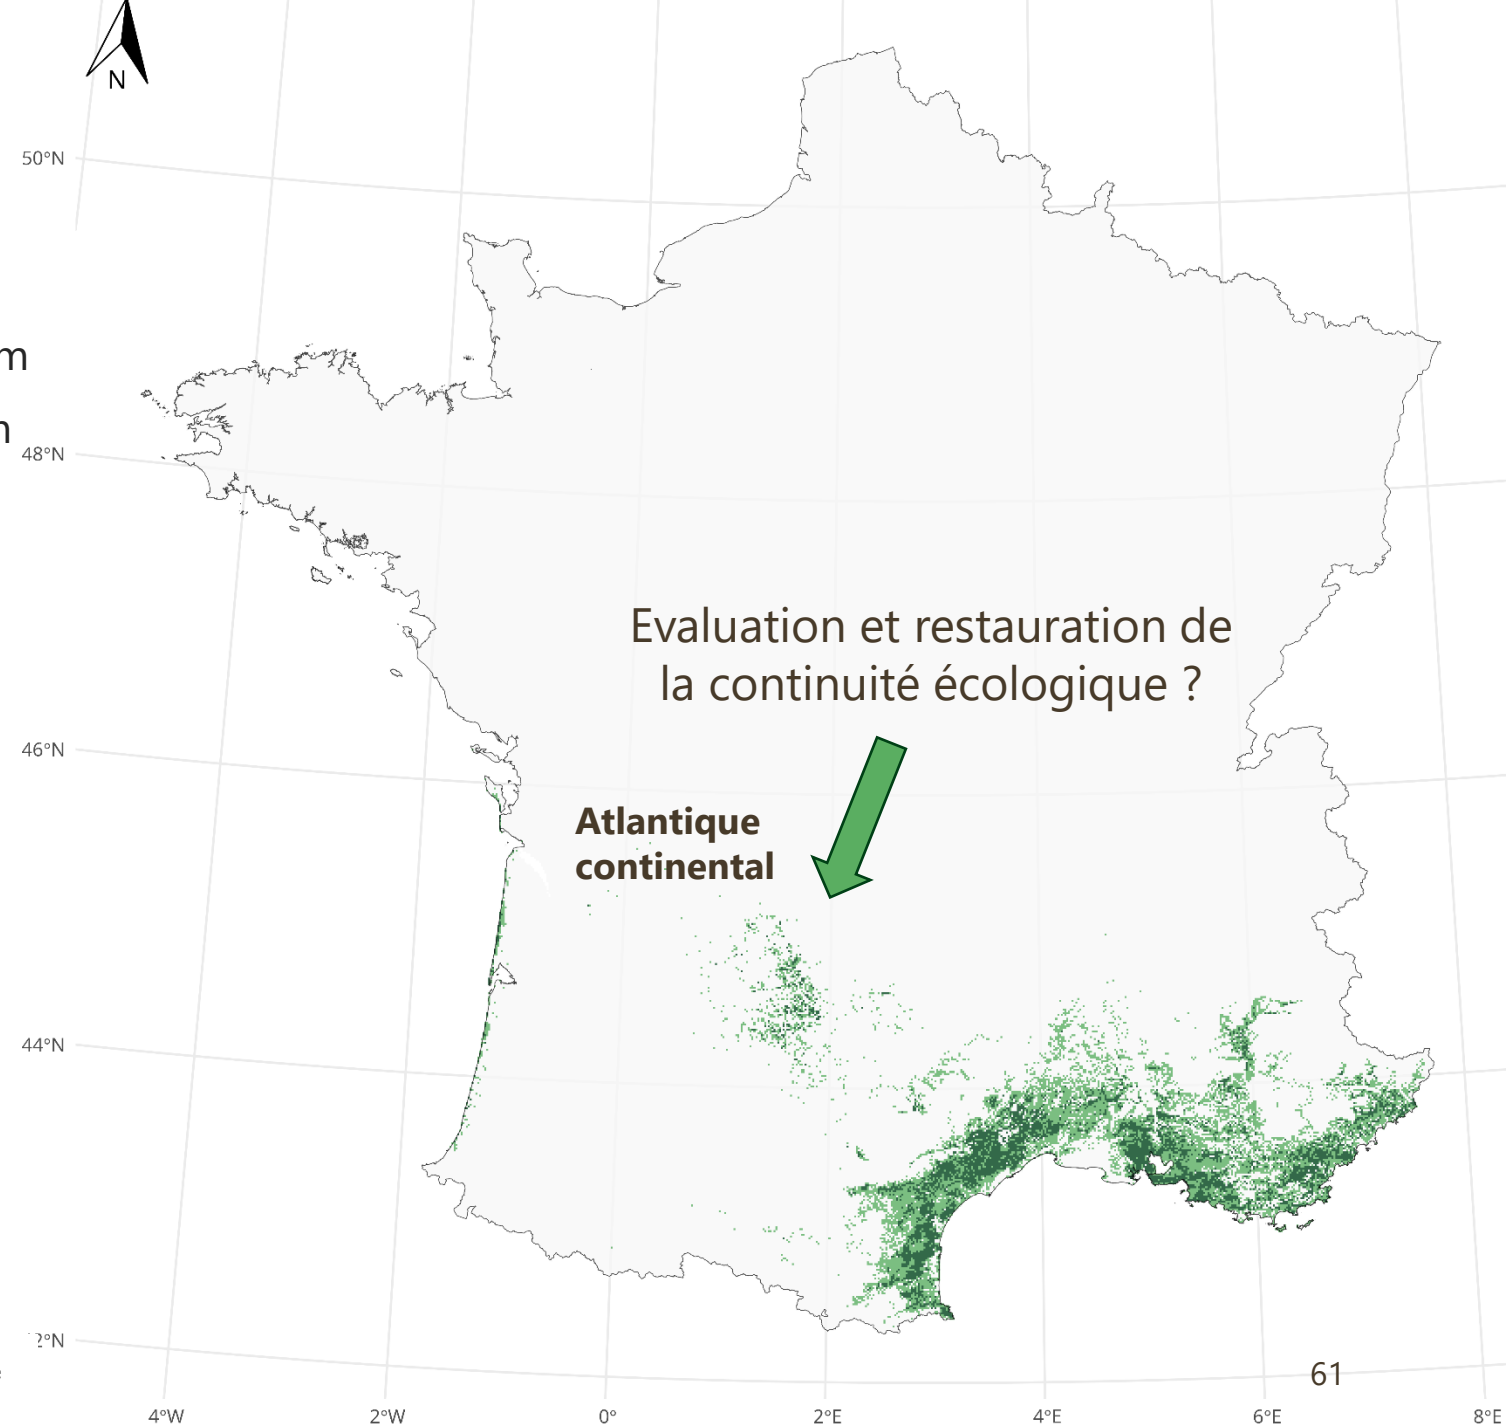 N
50°N
m
n
48°N
Evaluation et restauration de
la continuité écologique ?
46°N
Atlantique
continental
44°N
2°N
61
4°W 2°W 0° 2°E 4°E 6°E 8°E